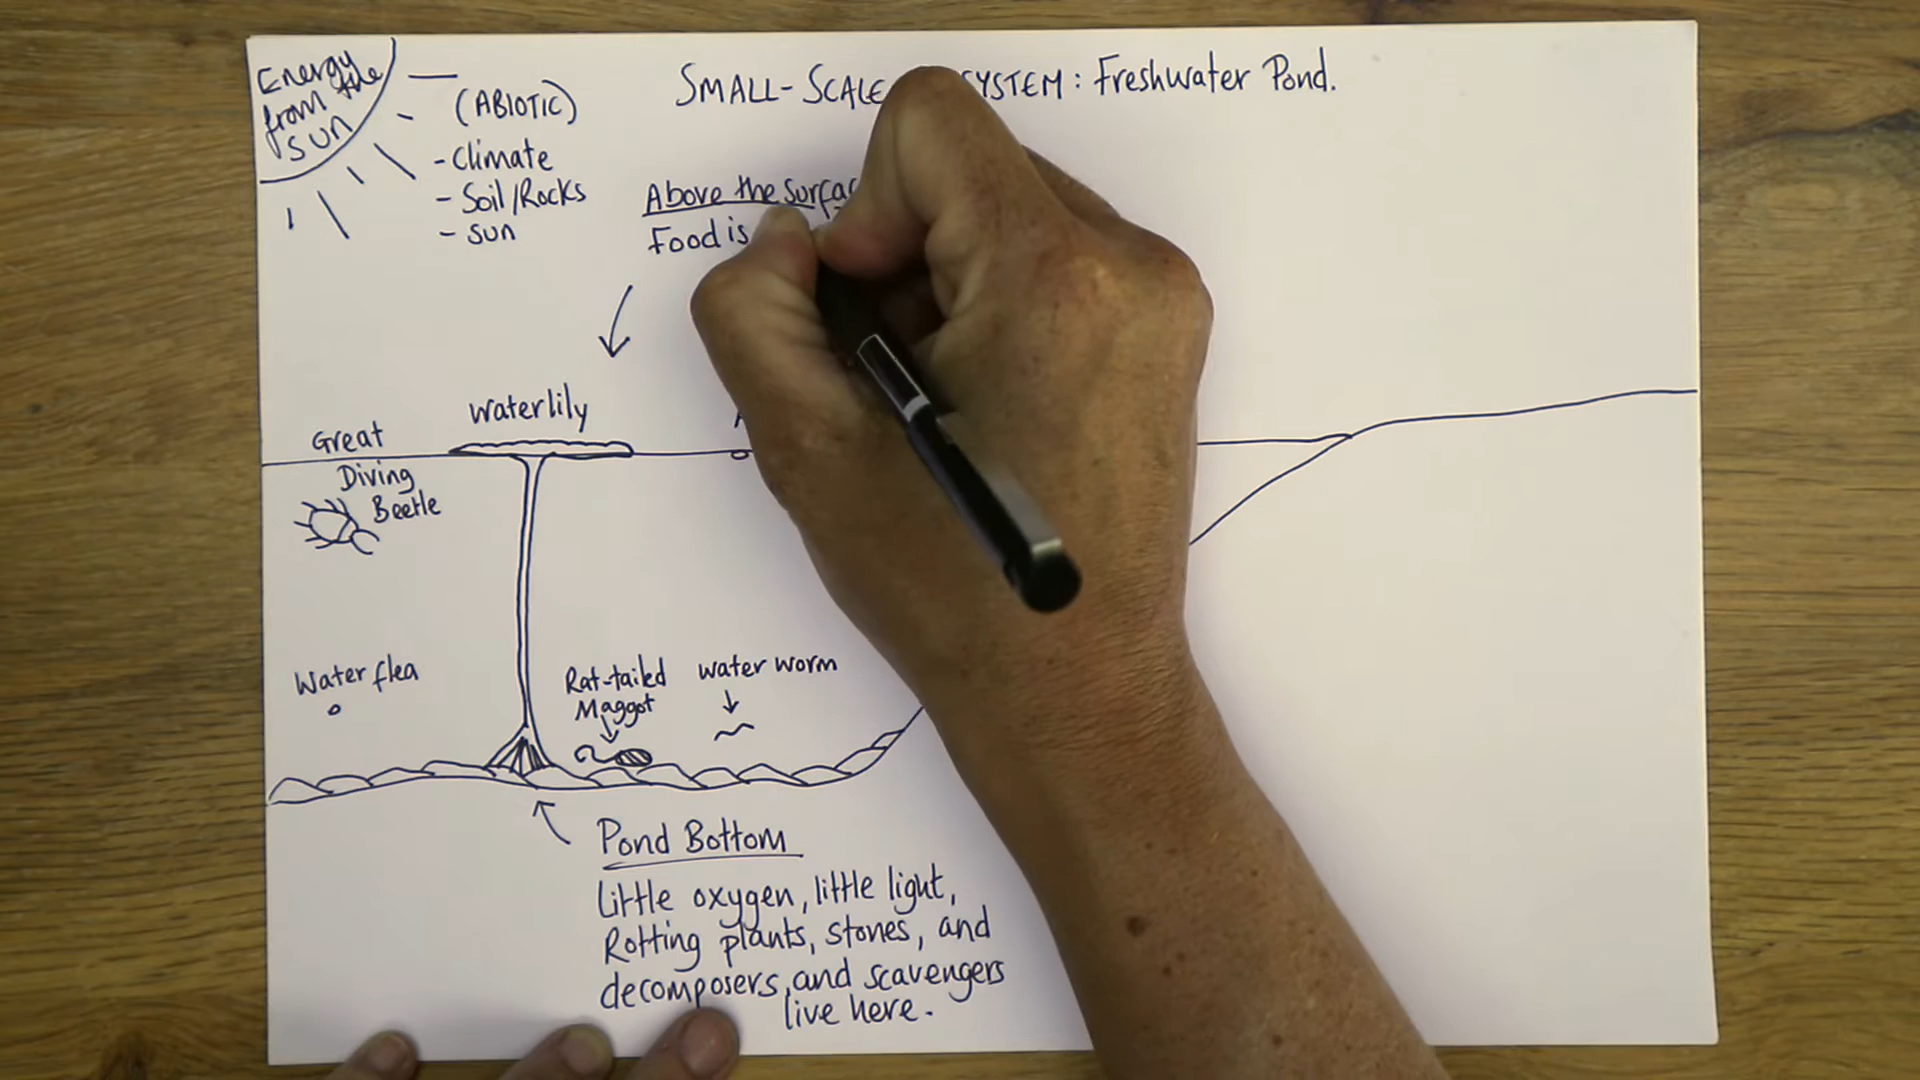 Energy
from the
sun
(ABIOTIC)
- Climate
- Soil/Rocks
- Sun
SMALL-SCALE SYSTEM: Freshwater Pond.
Above the
Food is
Waterlily
Great
Diving
Beetle
Water flea
Rat-tailed
Maggot
water worm
Pond Bottom
Little oxygen, little light,
Rotting plants, stones, and
decomposers, and scavengers
live here.